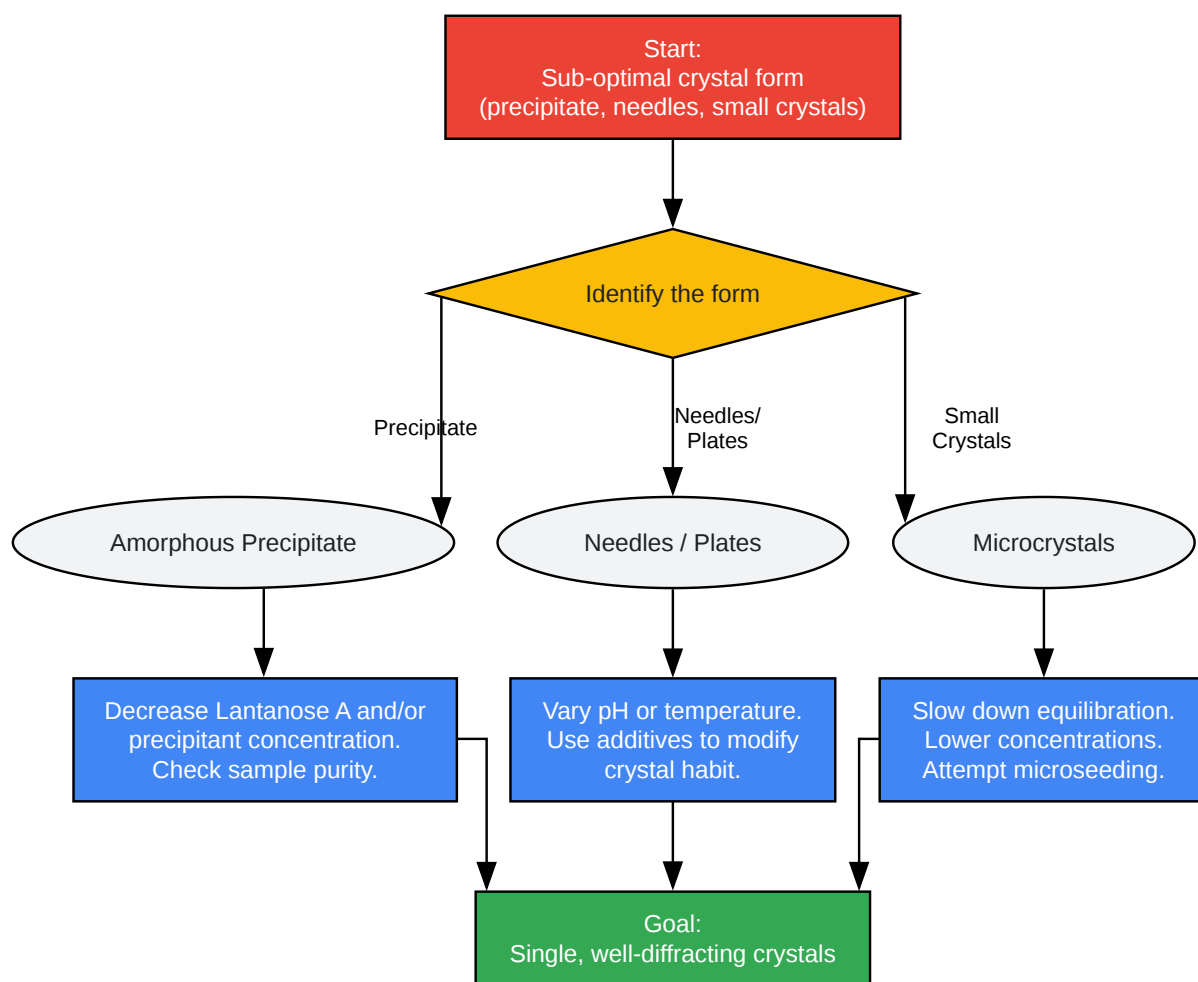 Start:
Sub-optimal crystal form
(precipitate, needles, small crystals)
Identify the form
Precipitate
Needles/
Plates
Small
Crystals
Amorphous Precipitate
Needles / Plates
Microcrystals
Decrease Lantanose A and/or
precipitant concentration.
Check sample purity.
Vary pH or temperature.
Use additives to modify
crystal habit.
Slow down equilibration.
Lower concentrations.
Attempt microseeding.
Goal:
Single, well-diffracting crystals